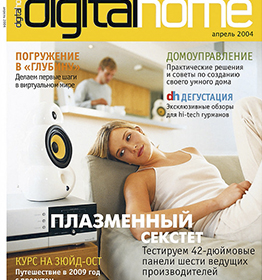 digitalhome
апрель 2004
ПОГРУЖЕНИЕ
В «ГЛУБИНУ»
Делаем первые шаги
в виртуальном мире
ДОМОУПРАВЛЕНИЕ
Практические решения
и советы по созданию
своего умного дома
dh ДЕГУСТАЦИЯ
Эксклюзивные обзоры
для hi-tech гурманов
ПЛАЗМЕННЫЙ
СЕКСТЕТ
Тестируем 42-дюймовые
панели шести ведущих
производителей
КУРС НА ЗЮЙД-ОСТ
Путешествие в 2009 год